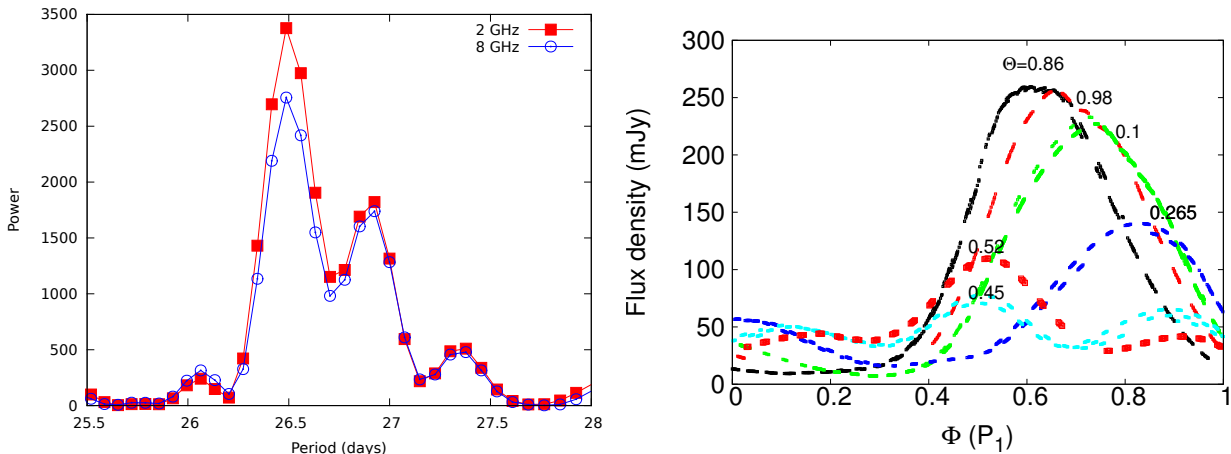 3500
3000
2500
2000
1500
1000
500
0
Power
2 GHz
8 GHz
25.5 26 26.5 27 27.5 28
Period (days)
300
250
200
150
100
50
0
Flux density (mJy)
Θ=0.86
0.98
0.1
0.265
0.52
0.45
0 0.2 0.4 0.6 0.8 1
Φ (P₁)